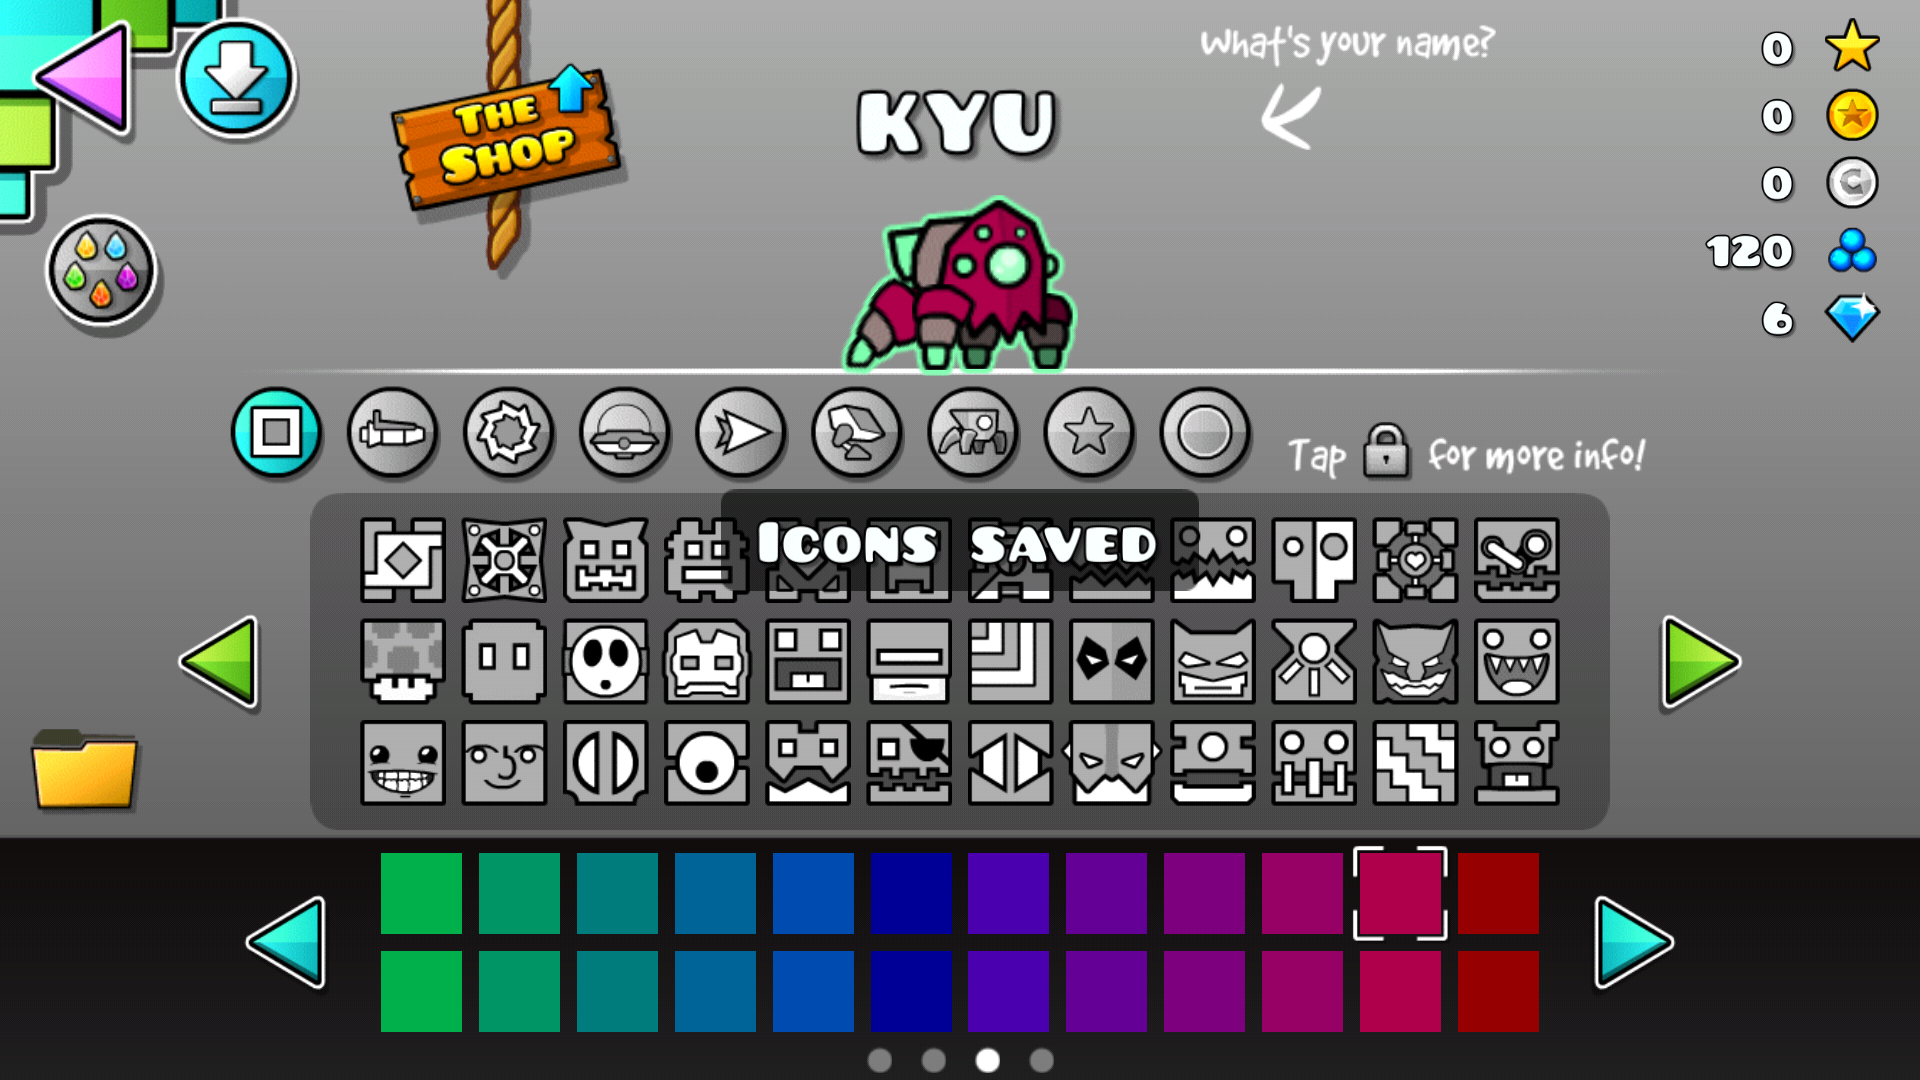 What's your name?
THE
SHOP
KYU
0
0
0
120
6
Tap for more info!
Icons saved